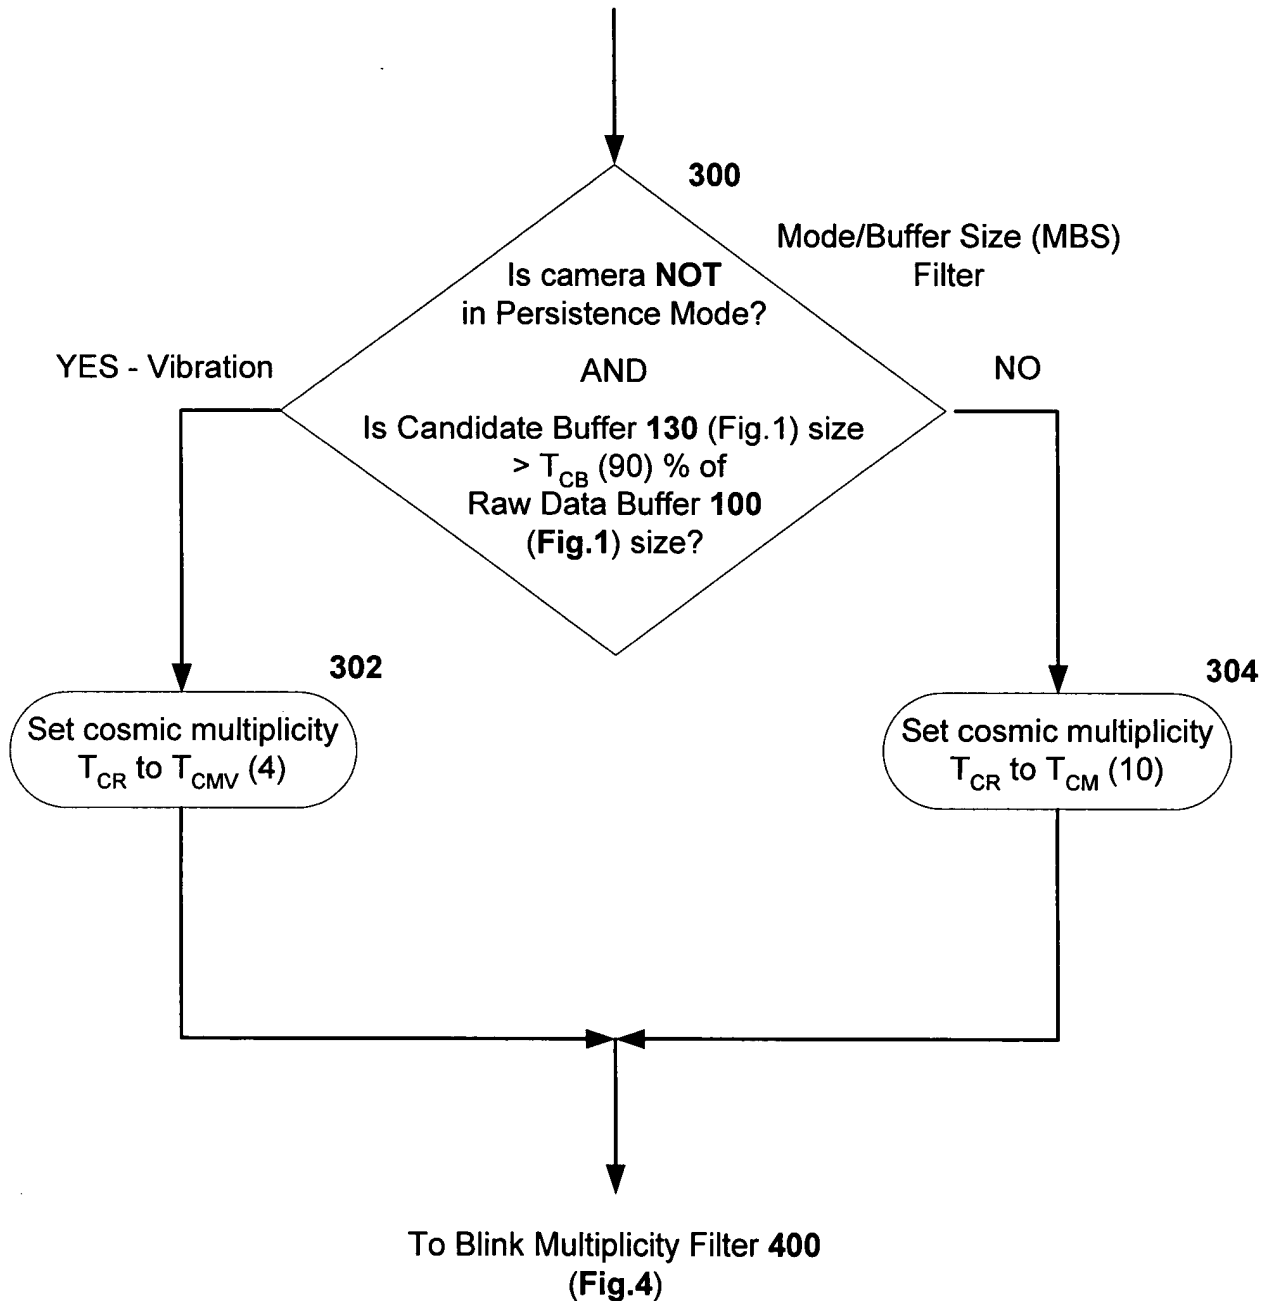 300
Mode/Buffer Size (MBS)
Filter
Is camera NOT
in Persistence Mode?
YES - Vibration
AND
NO
Is Candidate Buffer 130 (Fig.1) size
> TCB (90) % of
Raw Data Buffer 100
(Fig.1) size?
302
Set cosmic multiplicity
TCR to TCMV (4)
304
Set cosmic multiplicity
TCR to TCM (10)
To Blink Multiplicity Filter 400
(Fig.4)